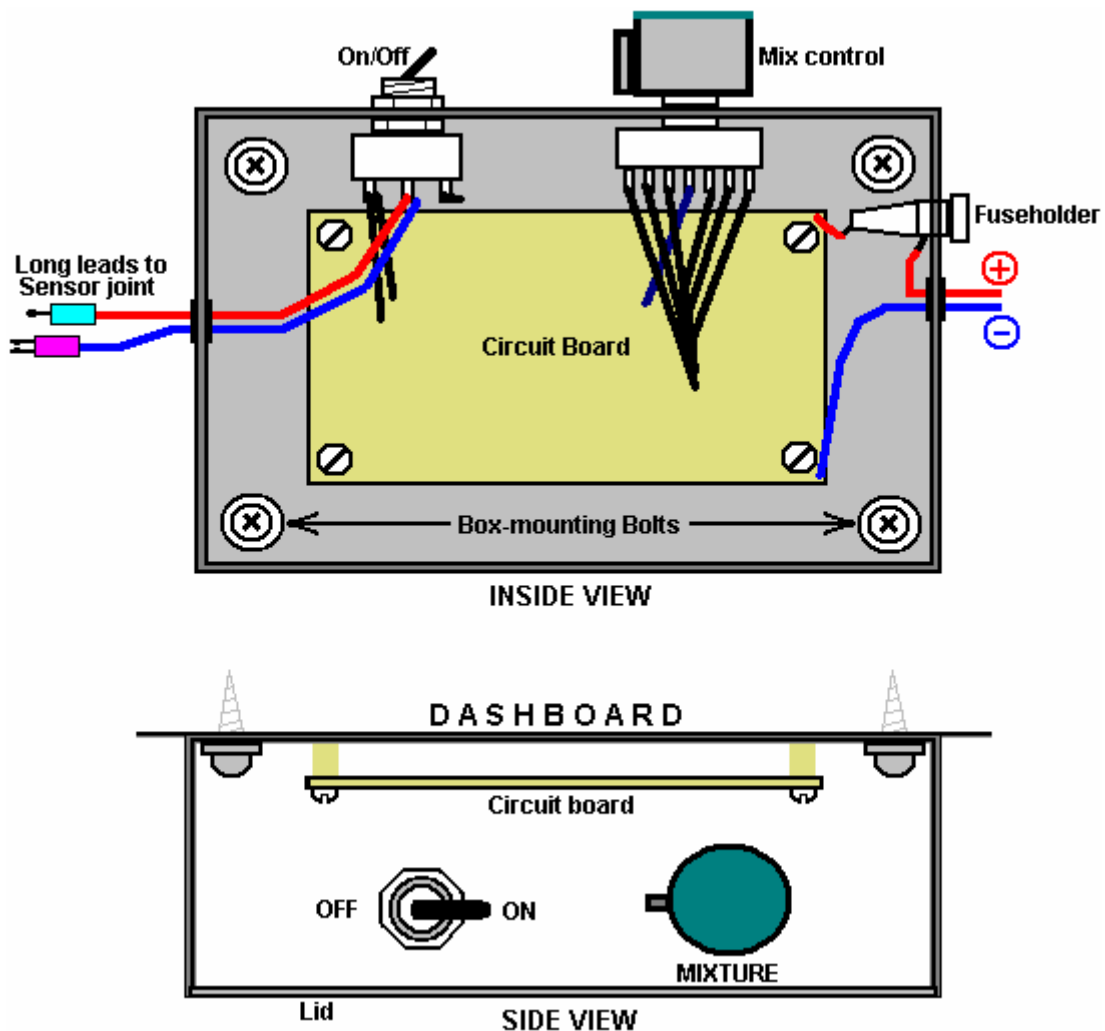 On/Off
Mix control
Fuseholder
Long leads to
Sensor joint
+
−
Circuit Board
Box-mounting Bolts
INSIDE VIEW
DASHBOARD
Circuit board
OFF
ON
MIXTURE
Lid
SIDE VIEW